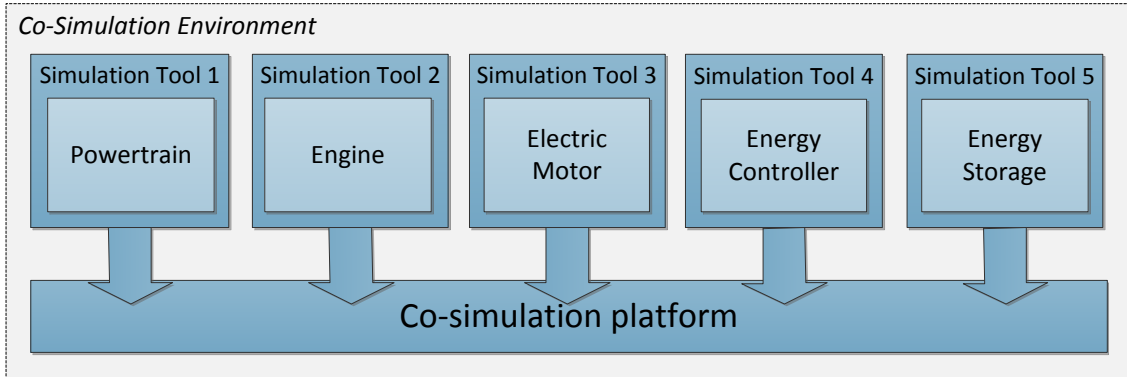 Co-Simulation Environment
Simulation Tool 1
Simulation Tool 2
Simulation Tool 3
Simulation Tool 4
Simulation Tool 5
Powertrain
Engine
Electric
Motor
Energy
Controller
Energy
Storage
Co-simulation platform